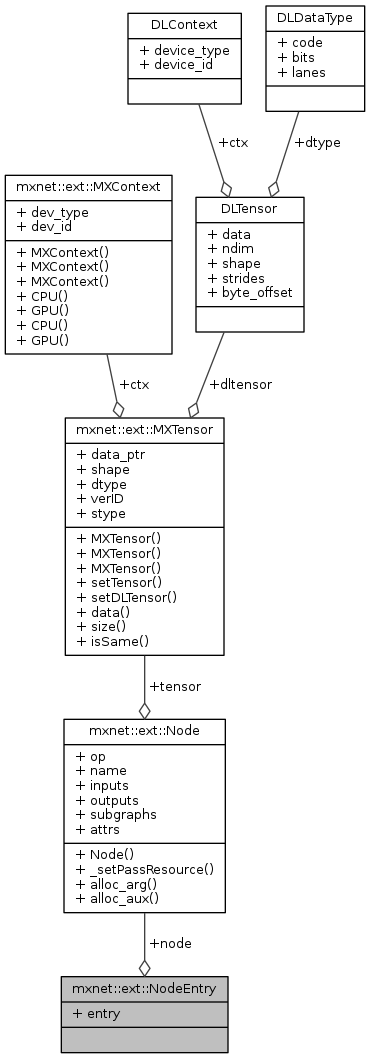 DLContext
+ device_type
+ device_id
DLDataType
+ code
+ bits
+ lanes
+ctx
+dtype
mxnet::ext::MXContext
+ dev_type
+ dev_id
+ MXContext()
+ MXContext()
+ MXContext()
+ CPU()
+ GPU()
+ CPU()
+ GPU()
DLTensor
+ data
+ ndim
+ shape
+ strides
+ byte_offset
+ctx
+dltensor
mxnet::ext::MXTensor
+ data_ptr
+ shape
+ dtype
+ verID
+ stype
+ MXTensor()
+ MXTensor()
+ MXTensor()
+ setTensor()
+ setDLTensor()
+ data()
+ size()
+ isSame()
+tensor
mxnet::ext::Node
+ op
+ name
+ inputs
+ outputs
+ subgraphs
+ attrs
+ Node()
+ _setPassResource()
+ alloc_arg()
+ alloc_aux()
+node
mxnet::ext::NodeEntry
+ entry